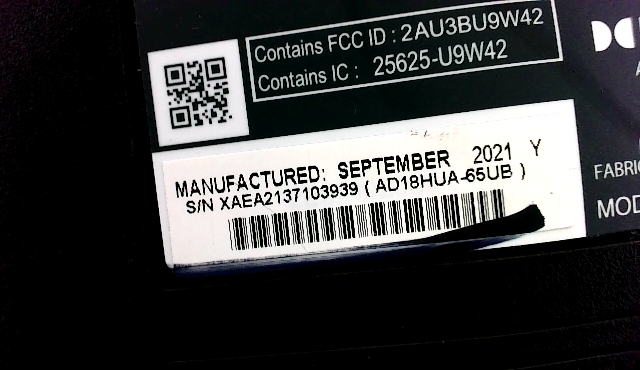 Contains FCC ID : 2AU3BU9W42
Contains IC : 25625-U9W42
MANUFACTURED: SEPTEMBER 2021 Y
S/N XAEA2137103939 ( AD18HUA-65UB )
FABRIC
MOD